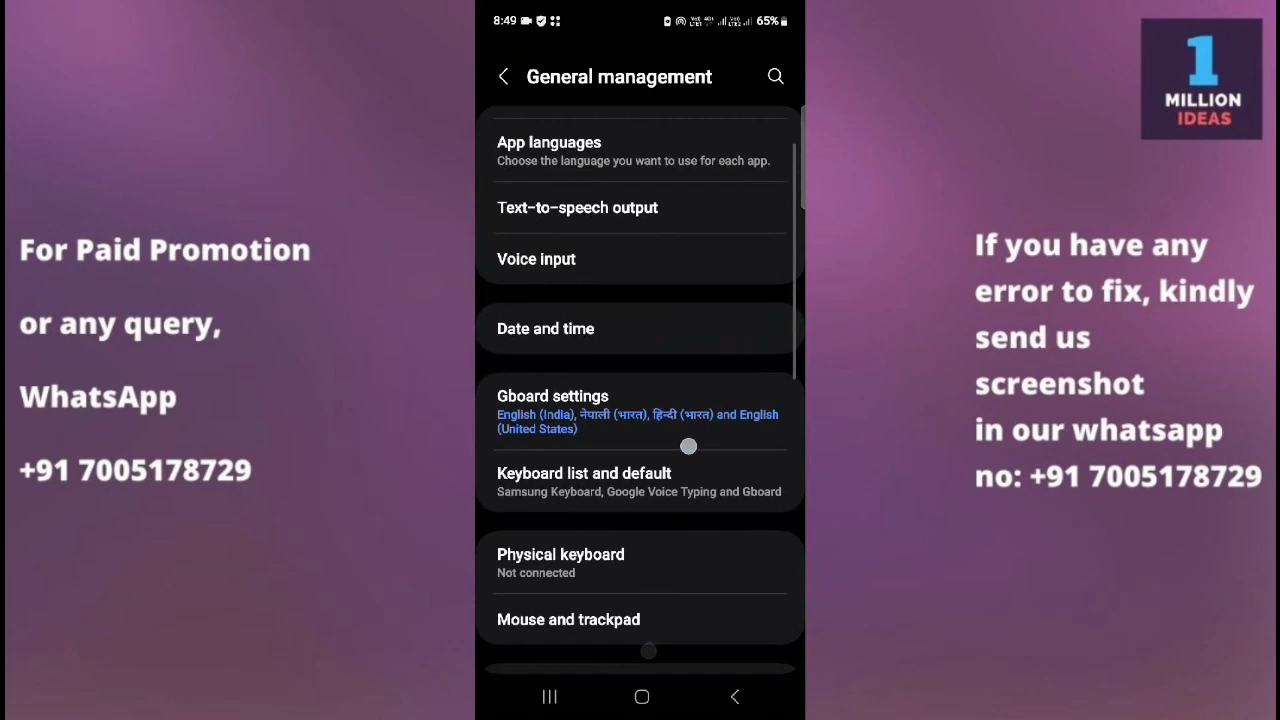 8:49
65%
General management
App languages
Choose the language you want to use for each app.
Text-to-speech output
Voice input
Date and time
Gboard settings
English (India), नेपाली (भारत), हिन्दी (भारत) and English
(United States)
Keyboard list and default
Samsung Keyboard, Google Voice Typing and Gboard
Physical keyboard
Not connected
Mouse and trackpad
For Paid Promotion
or any query,
WhatsApp
+91 7005178729
1
MILLION
IDEAS
If you have any
error to fix, kindly
send us
screenshot
in our whatsapp
no: +91 7005178729